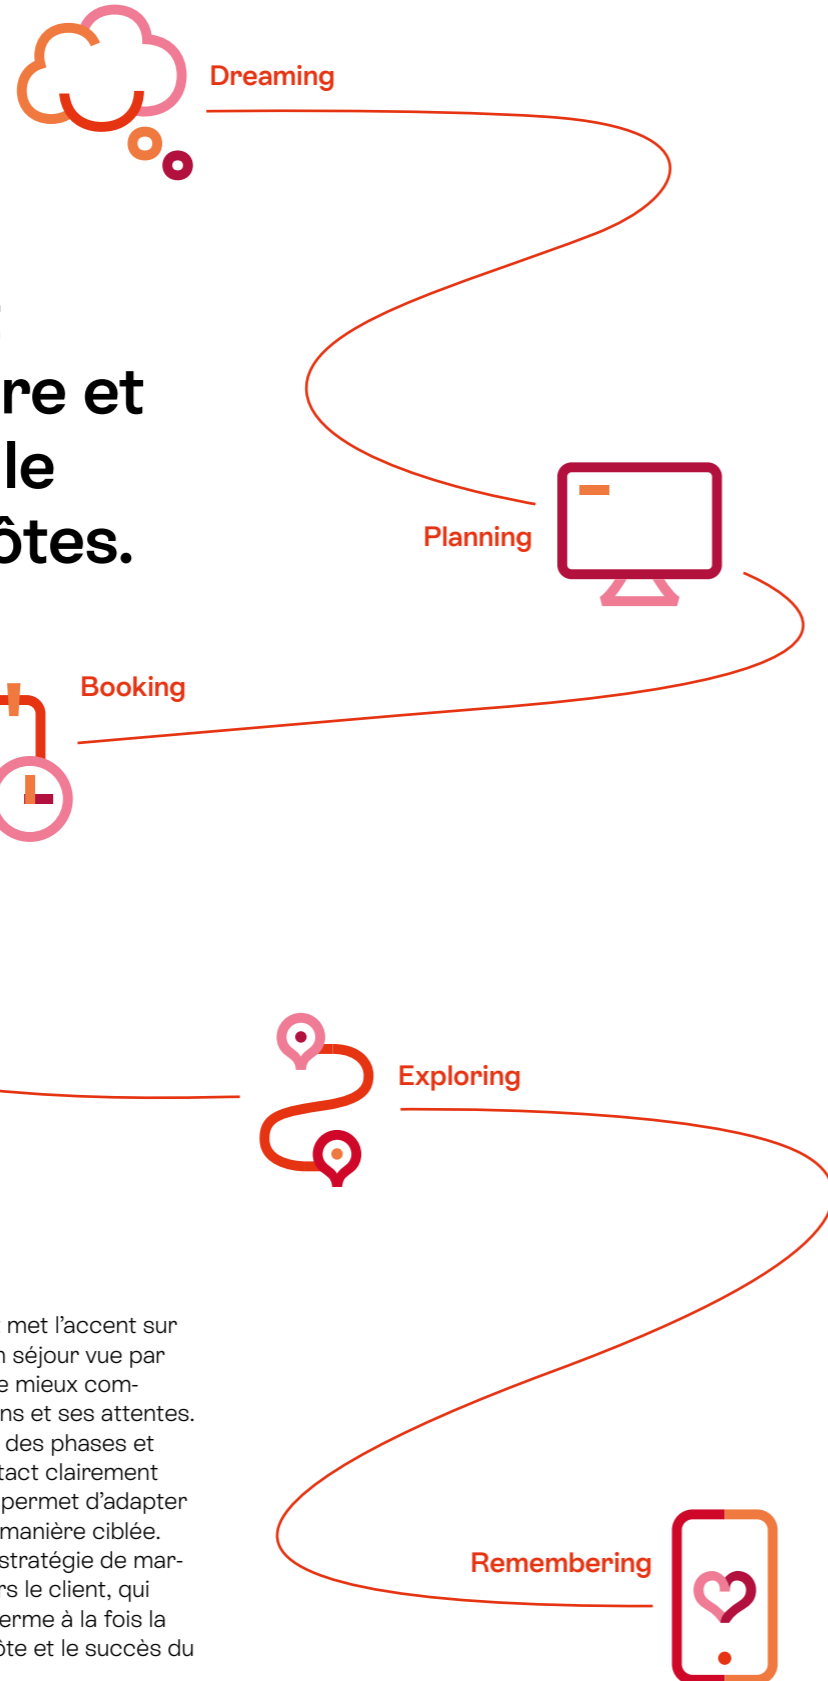 Dreaming
re et
le
ôtes.
Planning
Booking
Exploring
met l’accent sur
séjour vue par
mieux com-
ns et ses attentes.
des phases et
tact clairement
permet d’adapter
manière ciblée.
stratégie de mar-
rs le client, qui
erme à la fois la
ôte et le succès du
Remembering